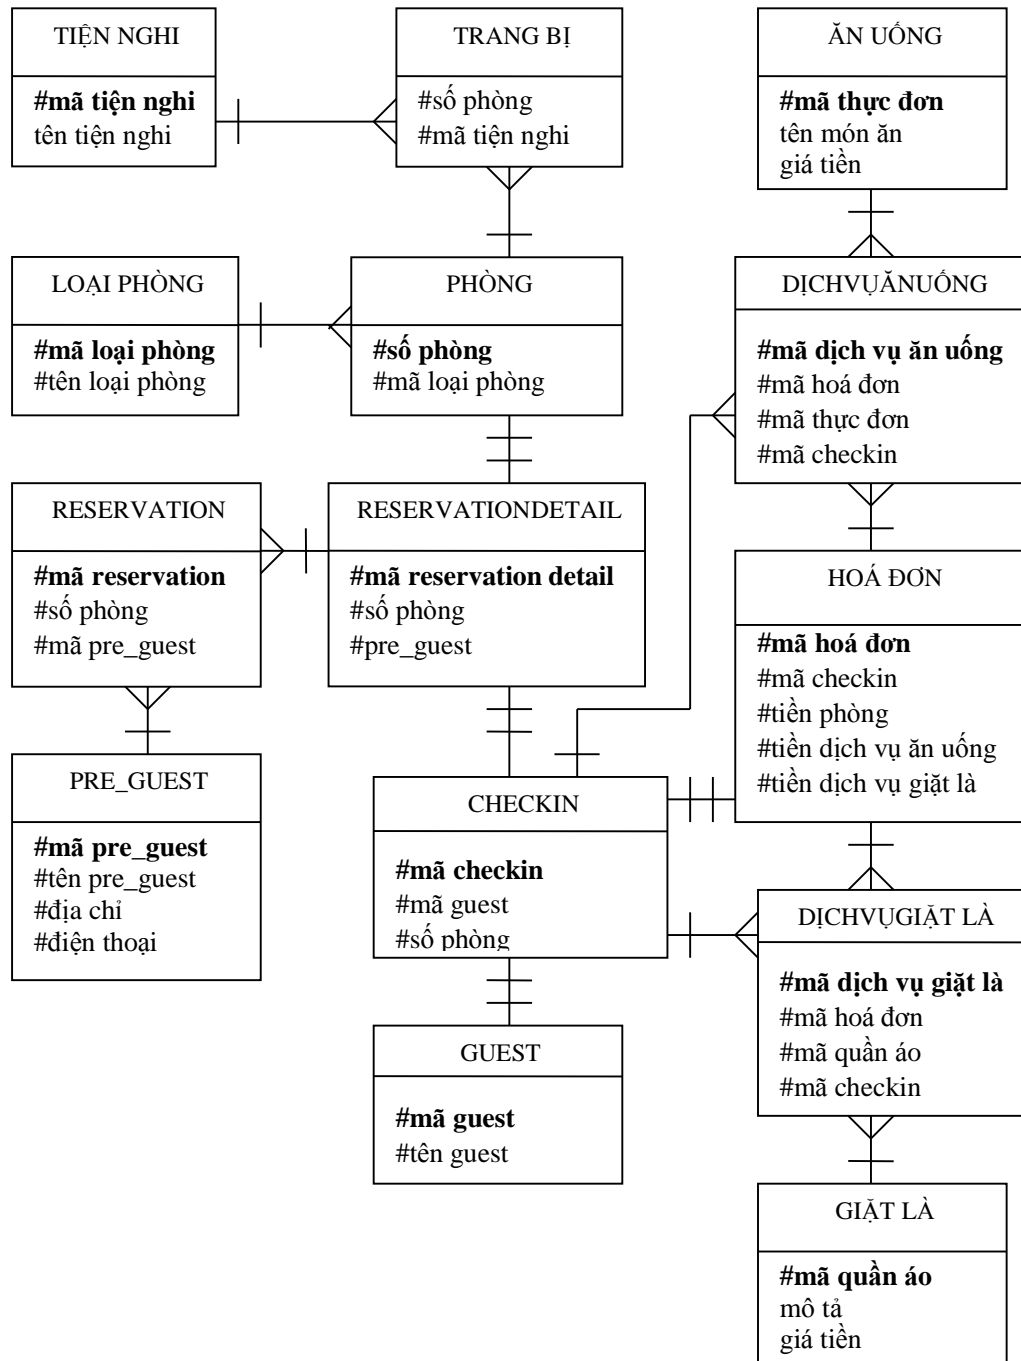 TIỆN NGHI
#mã tiện nghi
tên tiện nghi
TRANG BỊ
#số phòng
#mã tiện nghi
ĂN UỐNG
#mã thực đơn
tên món ăn
giá tiền
LOẠI PHÒNG
#mã loại phòng
#tên loại phòng
PHÒNG
#số phòng
#mã loại phòng
DỊCHVỤĂNUỐNG
#mã dịch vụ ăn uống
#mã hoá đơn
#mã thực đơn
#mã checkin
RESERVATION
#mã reservation
#số phòng
#mã pre_guest
RESERVATIONDETAIL
#mã reservation detail
#số phòng
#pre_guest
HOÁ ĐƠN
#mã hoá đơn
#mã checkin
#tiền phòng
#tiền dịch vụ ăn uống
#tiền dịch vụ giặt là
PRE_GUEST
#mã pre_guest
#tên pre_guest
#địa chỉ
#điện thoại
CHECKIN
#mã checkin
#mã guest
#số phòng
DỊCHVỤGIẶT LÀ
#mã dịch vụ giặt là
#mã hoá đơn
#mã quần áo
#mã checkin
GUEST
#mã guest
#tên guest
GIẶT LÀ
#mã quần áo
mô tả
giá tiền